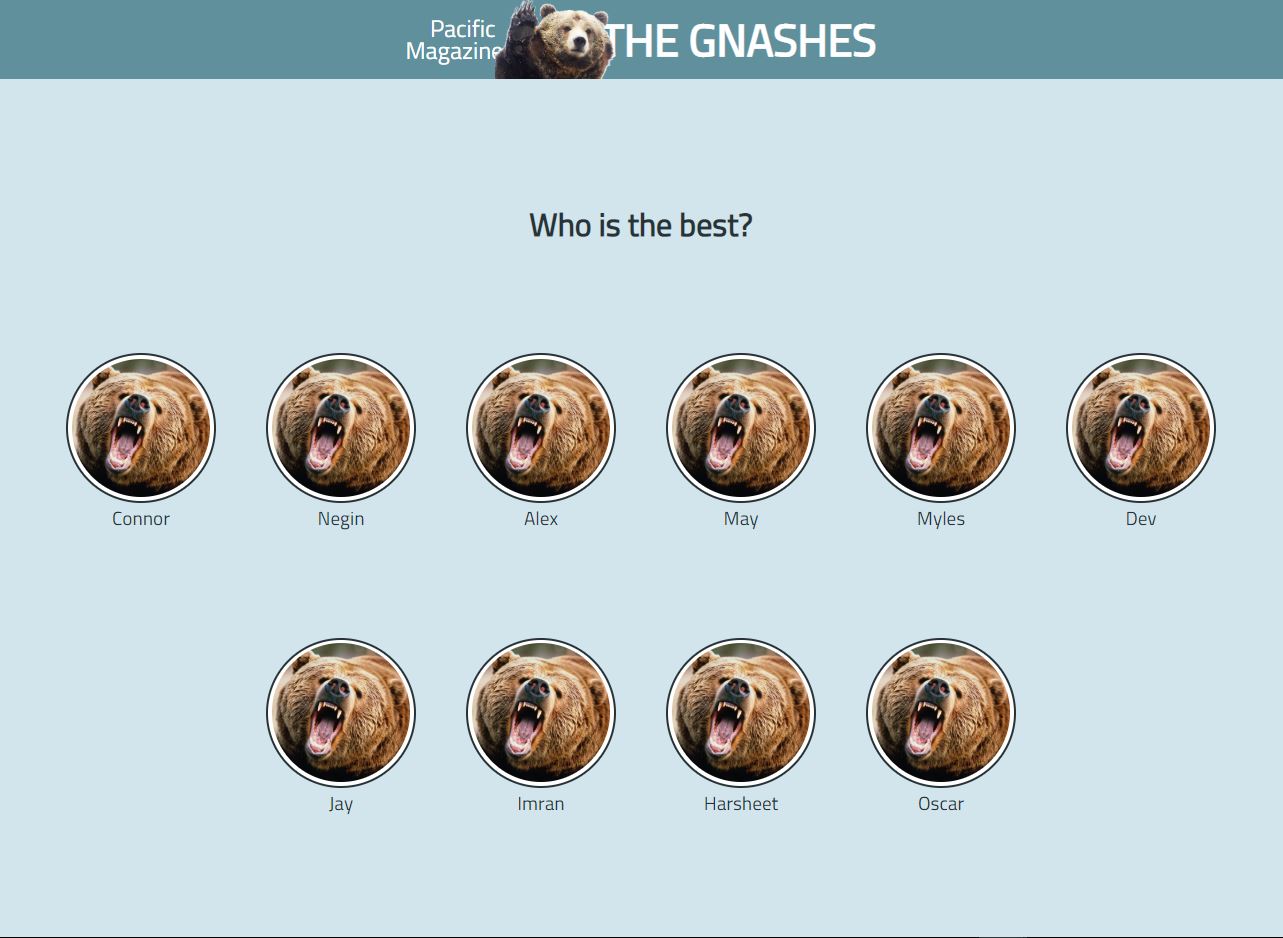 Pacific
Magazine
THE GNASHES
Who is the best?
Connor
Negin
Alex
May
Myles
Dev
Jay
Imran
Harsheet
Oscar